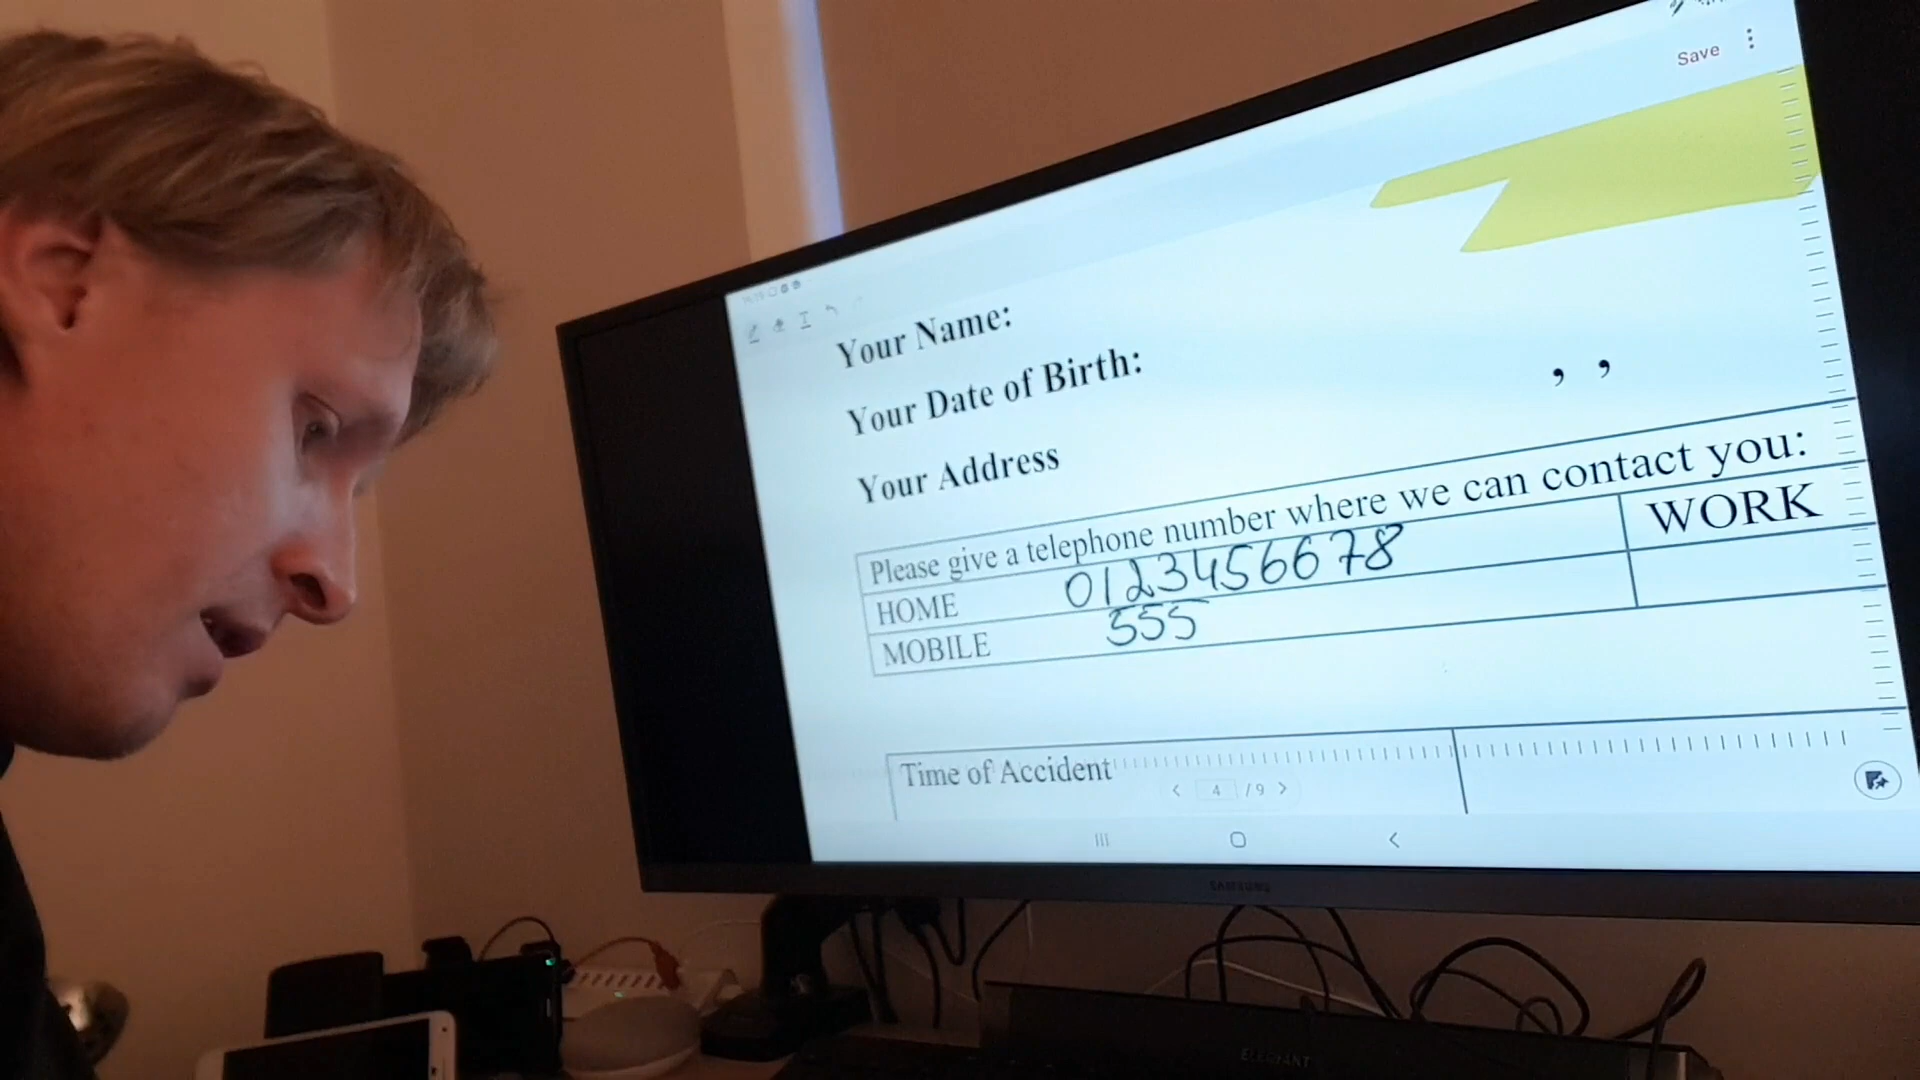 Save
Your Name:
Your Date of Birth:
, ,
Your Address
Please give a telephone number where we can contact you:
HOME 0123456678 WORK
MOBILE 555
Time of Accident
4 /9
SAMSUNG
ELEGIANT